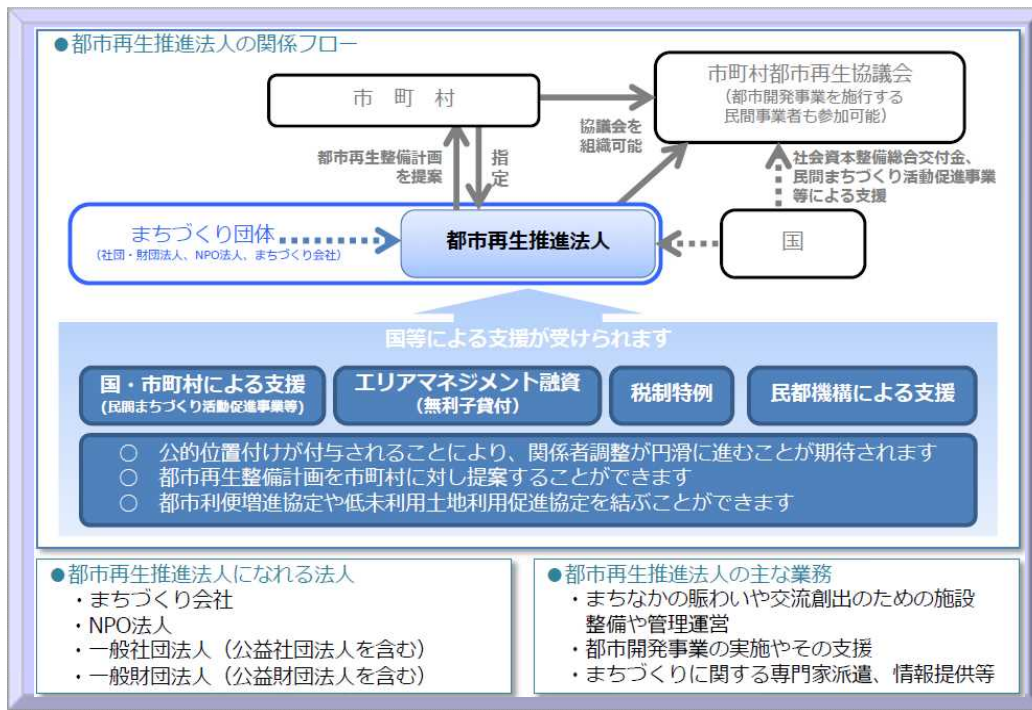 ●都市再生推進法人の関係フロー
市　町　村
市町村都市再生協議会
（都市開発事業を施行する
民間事業者も参加可能）
協議会を
組織可能
都市再生整備計画
を提案
指
定
社会資本整備総合交付金、
民間まちづくり活動促進事業
等による支援
まちづくり団体
（社団・財団法人、NPO法人、まちづくり会社）
都市再生推進法人
国
国等による支援が受けられます
国・市町村による支援
(民間まちづくり活動促進事業等)
エリアマネジメント融資
（無利子貸付）
税制特例
民都機構による支援
○　公的位置付けが付与されることにより、関係者調整が円滑に進むことが期待されます
○　都市再生整備計画を市町村に対し提案することができます
○　都市利便増進協定や低未利用土地利用促進協定を結ぶことができます
●都市再生推進法人になれる法人
・まちづくり会社
・NPO法人
・一般社団法人（公益社団法人を含む）
・一般財団法人（公益財団法人を含む）
●都市再生推進法人の主な業務
・まちなかの賑わいや交流創出のための施設
整備や管理運営
・都市開発事業の実施やその支援
・まちづくりに関する専門家派遣、情報提供等